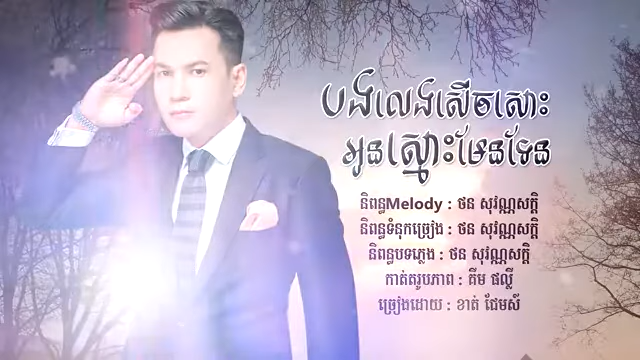 បងលេងសើចសោះ
អូនស្មោះមែនទែន
និពន្ធMelody : ថន សុវណ្ណសក្តិ
និពន្ធទំនុកច្រៀង : ថន សុវណ្ណសក្តិ
និពន្ធបទភ្លេង : ថន សុវណ្ណសក្តិ
កាត់តរូបភាព : គីម ផល្លី
ច្រៀងដោយ : ខាត់ ជែមស៍